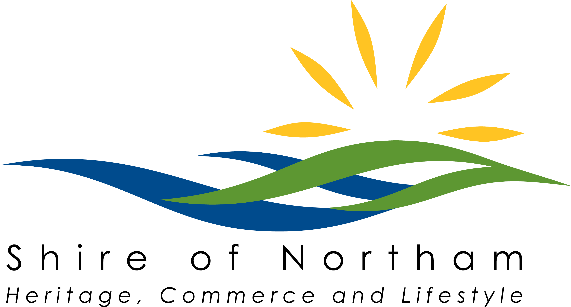 Shire of Northam
Heritage, Commerce and Lifestyle